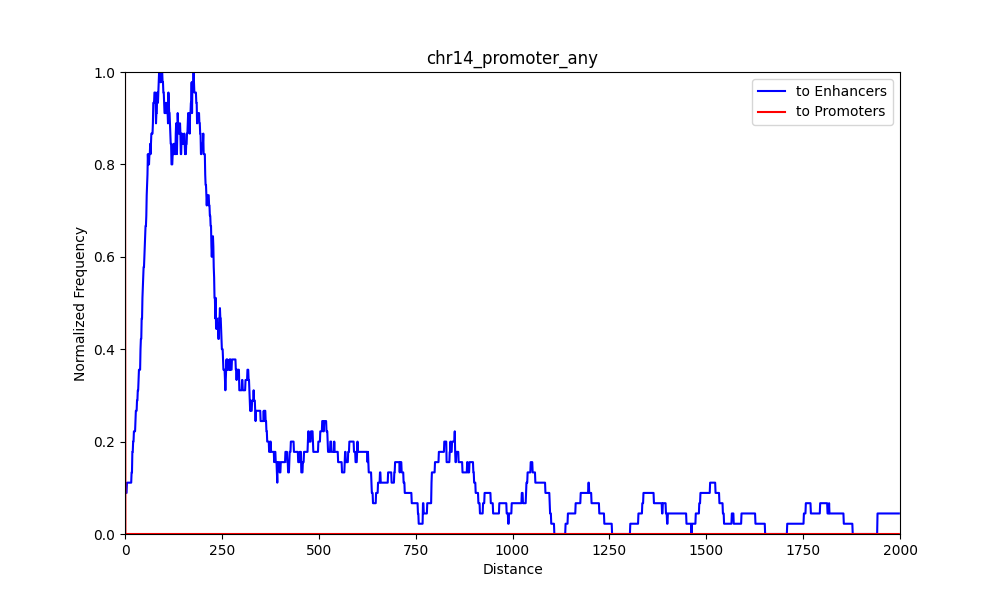 chr14_promoter_any
to Enhancers
to Promoters
Normalized Frequency
1.0
0.8
0.6
0.4
0.2
0.0
0 250 500 750 1000 1250 1500 1750 2000
Distance